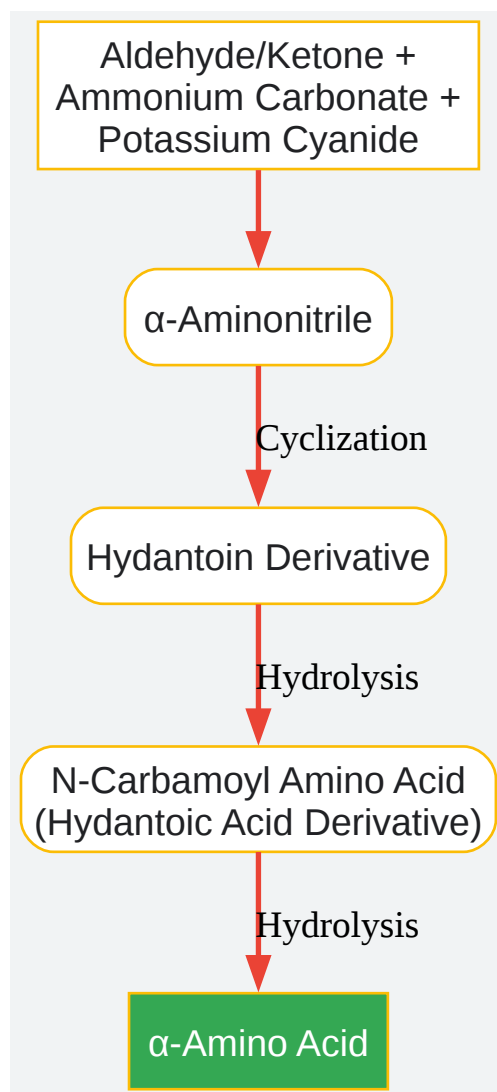 Aldehyde/Ketone +
Ammonium Carbonate +
Potassium Cyanide
α-Aminonitrile
Cyclization
Hydantoin Derivative
Hydrolysis
N-Carbamoyl Amino Acid
(Hydantoic Acid Derivative)
Hydrolysis
α-Amino Acid